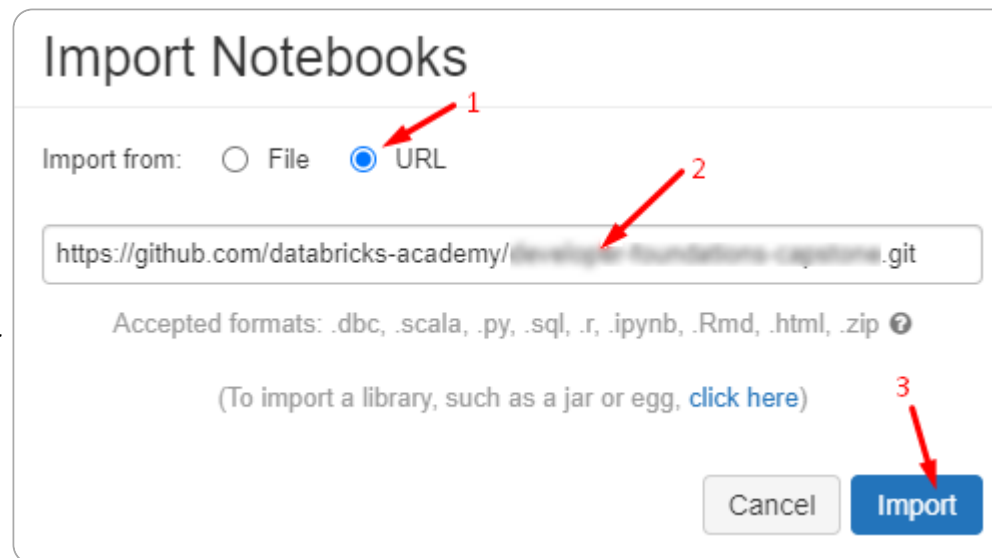 Import Notebooks
1
Import from: File URL
2
https://github.com/databricks-academy/ .git
Accepted formats: .dbc, .scala, .py, .sql, .r, .ipynb, .Rmd, .html, .zip ?
(To import a library, such as a jar or egg, click here)
3
Cancel Import